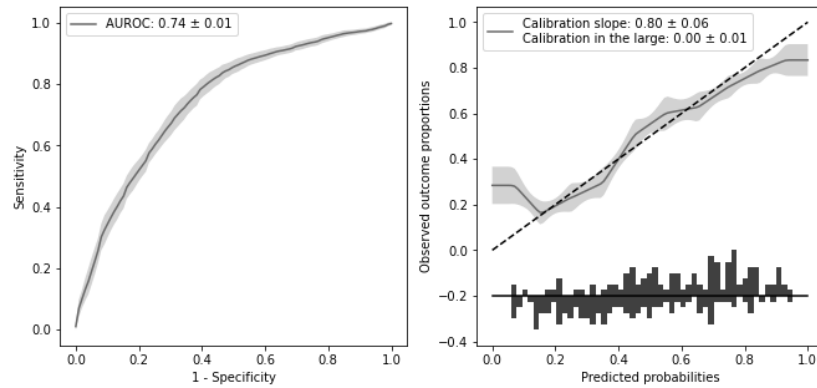 AUROC: 0.74 ± 0.01
Sensitivity
1.0
0.8
0.6
0.4
0.2
0.0
0.0 0.2 0.4 0.6 0.8 1.0
1 - Specificity
Calibration slope: 0.80 ± 0.06
Calibration in the large: 0.00 ± 0.01
Observed outcome proportions
1.0
0.8
0.6
0.4
0.2
0.0
−0.2
−0.4
0.0 0.2 0.4 0.6 0.8 1.0
Predicted probabilities